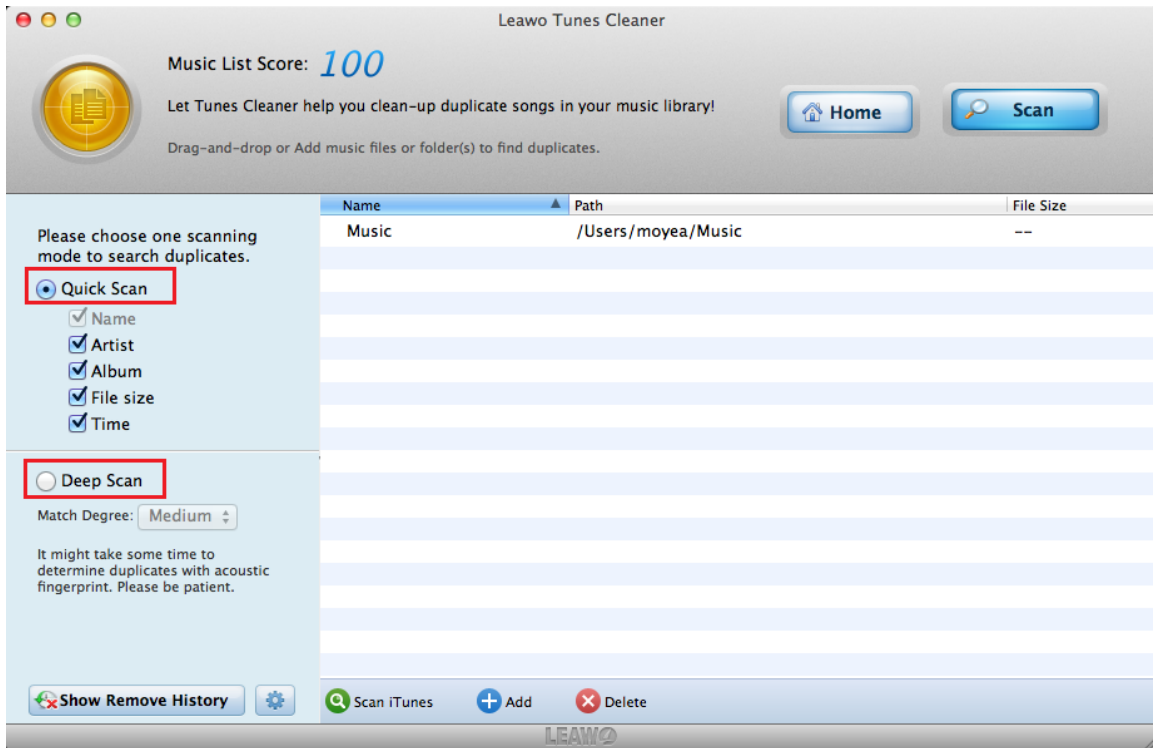 Leawo Tunes Cleaner
Music List Score: 100
Let Tunes Cleaner help you clean-up duplicate songs in your music library!
Drag-and-drop or Add music files or folder(s) to find duplicates.
Home
Scan
Please choose one scanning
mode to search duplicates.
Quick Scan
Name
Artist
Album
File size
Time
Deep Scan
Match Degree: Medium
It might take some time to
determine duplicates with acoustic
fingerprint. Please be patient.
Show Remove History
Name Path File Size
Music /Users/moyea/Music --
Scan iTunes Add Delete
LEAWO